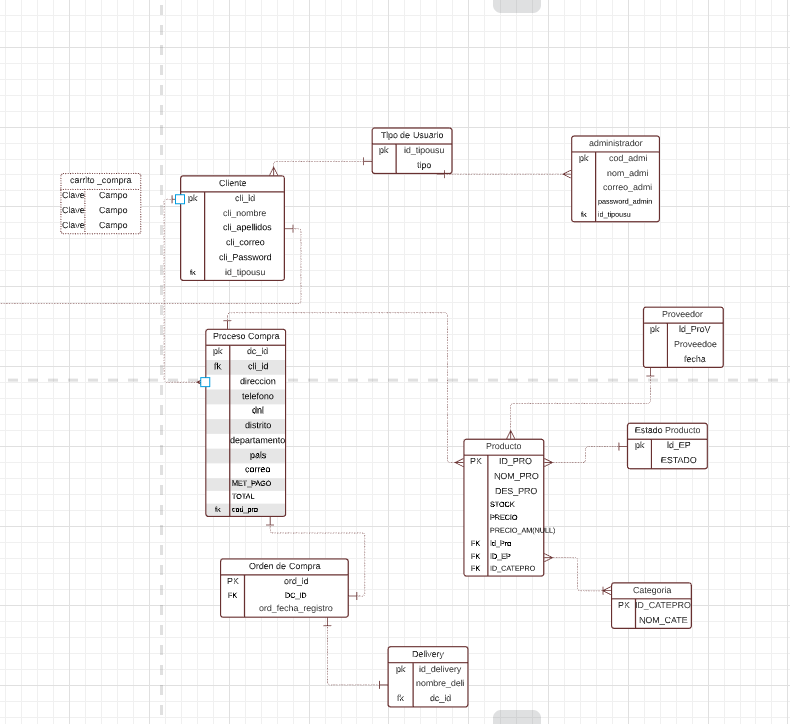 Tipo de Usuario
pk id_tipousu
tipo
administrador
pk cod_admi
nom_admi
correo_admi
password_admin
fk id_tipousu
carrito _compra
Clave Campo
Clave Campo
Clave Campo
Cliente
pk cli_Id
cli_nombre
cli_apellidos
cli_correo
cli_Password
fk id_tipousu
Proceso Compra
pk dc_id
fk cli_id
direccion
telefono
dni
distrito
departamento
pais
correo
MET_PAGO
TOTAL
fk cod_pro
Proveedor
pk Id_ProV
Proveedoe
fecha
Estado Producto
pk Id_EP
ESTADO
Producto
PK ID_PRO
NOM_PRO
DES_PRO
STOCK
PRECIO
PRECIO_AM(NULL)
FK Id_Pro
FK ID_EP
FK ID_CATEPRO
Orden de Compra
PK ord_id
FK DC_ID
ord_fecha_registro
Categoria
PK ID_CATEPRO
NOM_CATE
Delivery
pk id_delivery
nombre_deli
fk dc_id